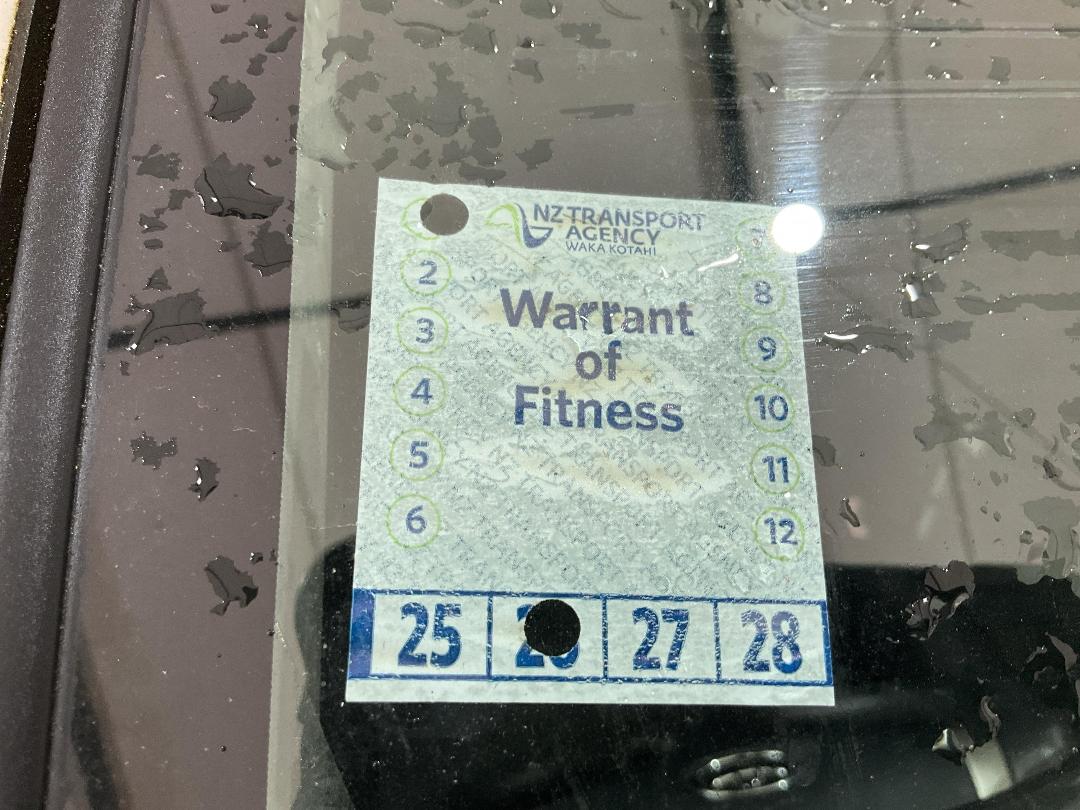 NZ TRANSPORT
AGENCY
WAKA KOTAHI
2
3
4
5
6
Warrant
of
Fitness
8
9
10
11
12
25 27 28